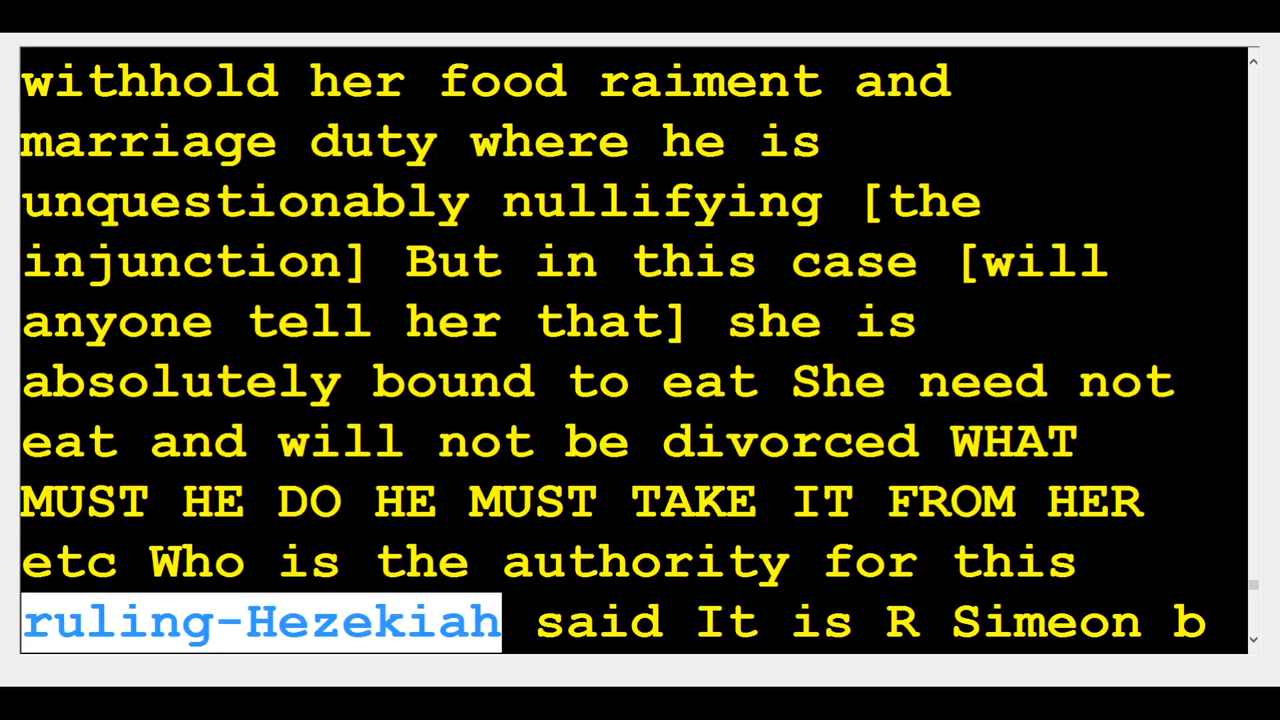 withhold her food raiment and
marriage duty where he is
unquestionably nullifying [the
injunction] But in this case [will
anyone tell her that] she is
absolutely bound to eat She need not
eat and will not be divorced WHAT
MUST HE DO HE MUST TAKE IT FROM HER
etc Who is the authority for this
ruling-Hezekiah said It is R Simeon b